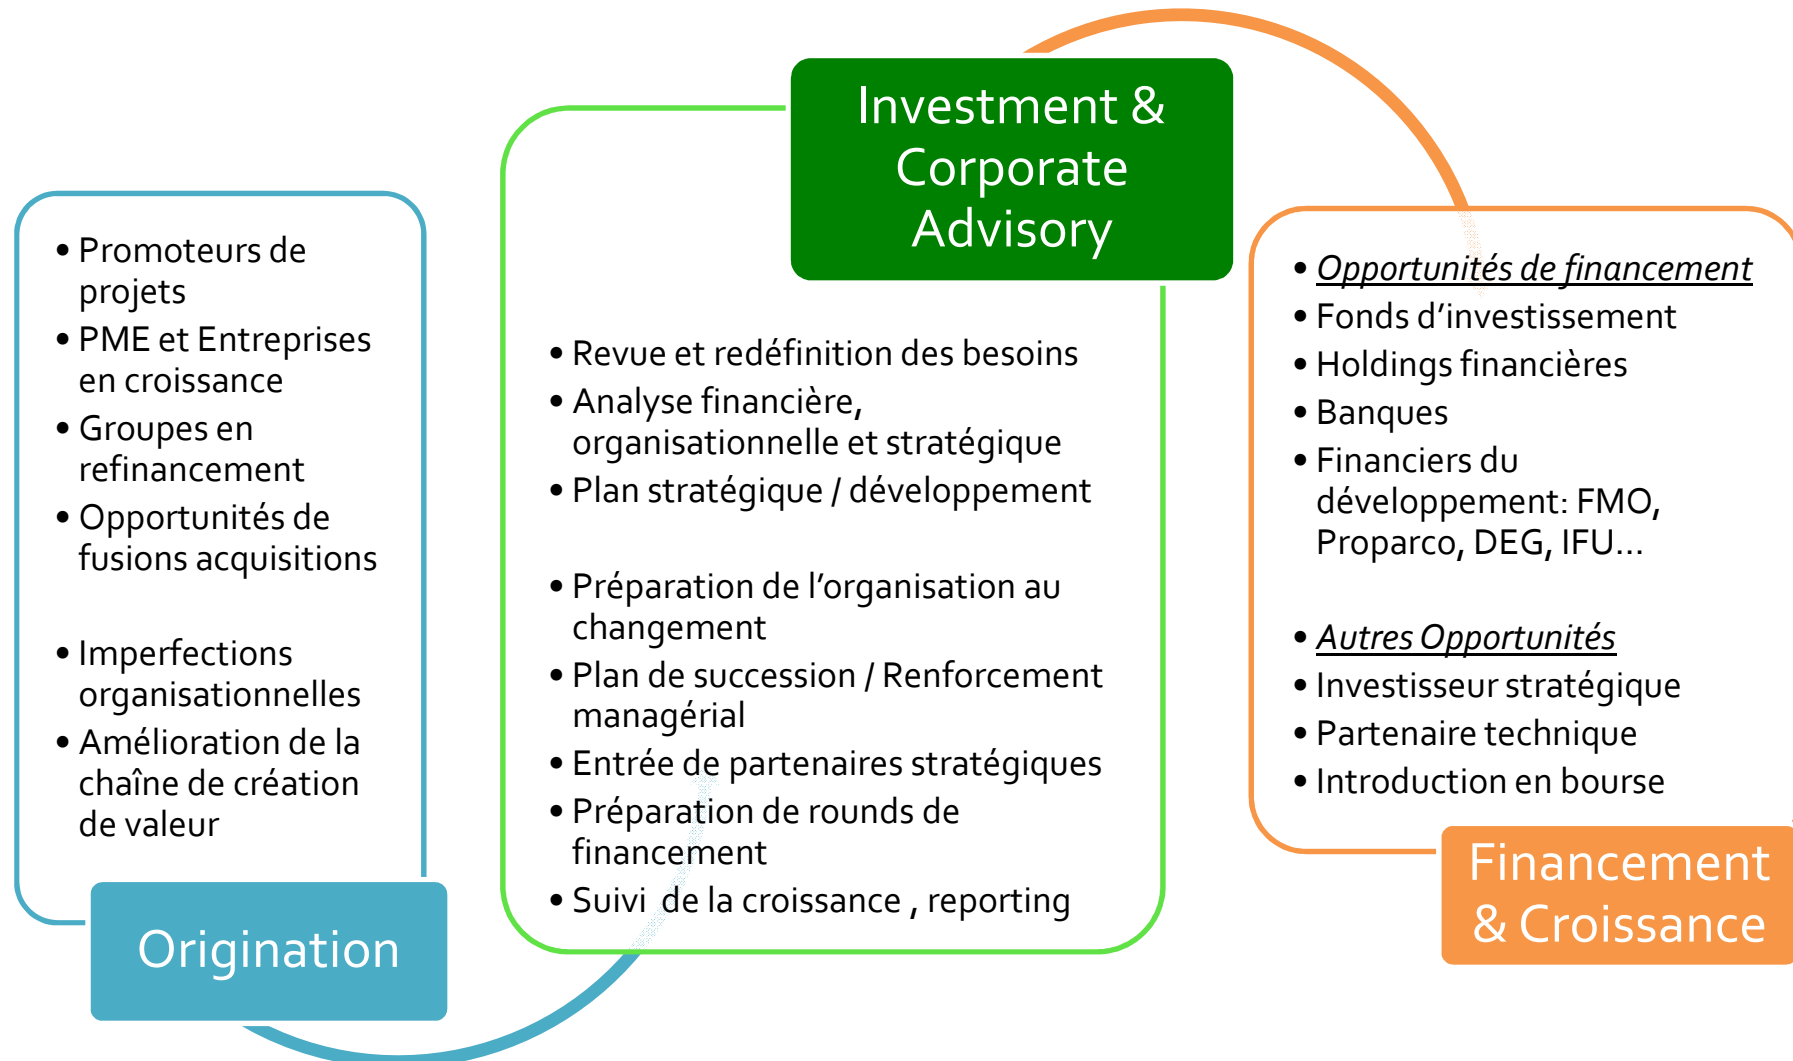 • Promoteurs de
projets
• PME et Entreprises
en croissance
• Groupes en
refinancement
• Opportunités de
fusions acquisitions
• Imperfections
organisationnelles
• Amélioration de la
chaîne de création
de valeur
Origination
Investment &
Corporate
Advisory
• Revue et redéfinition des besoins
• Analyse financière,
organisationnelle et stratégique
• Plan stratégique / développement
• Préparation de l’organisation au
changement
• Plan de succession / Renforcement
managérial
• Entrée de partenaires stratégiques
• Préparation de rounds de
financement
• Suivi de la croissance , reporting
• Opportunités de financement
• Fonds d’investissement
• Holdings financières
• Banques
• Financiers du
développement: FMO,
Proparco, DEG, IFU...
• Autres Opportunités
• Investisseur stratégique
• Partenaire technique
• Introduction en bourse
Financement
& Croissance